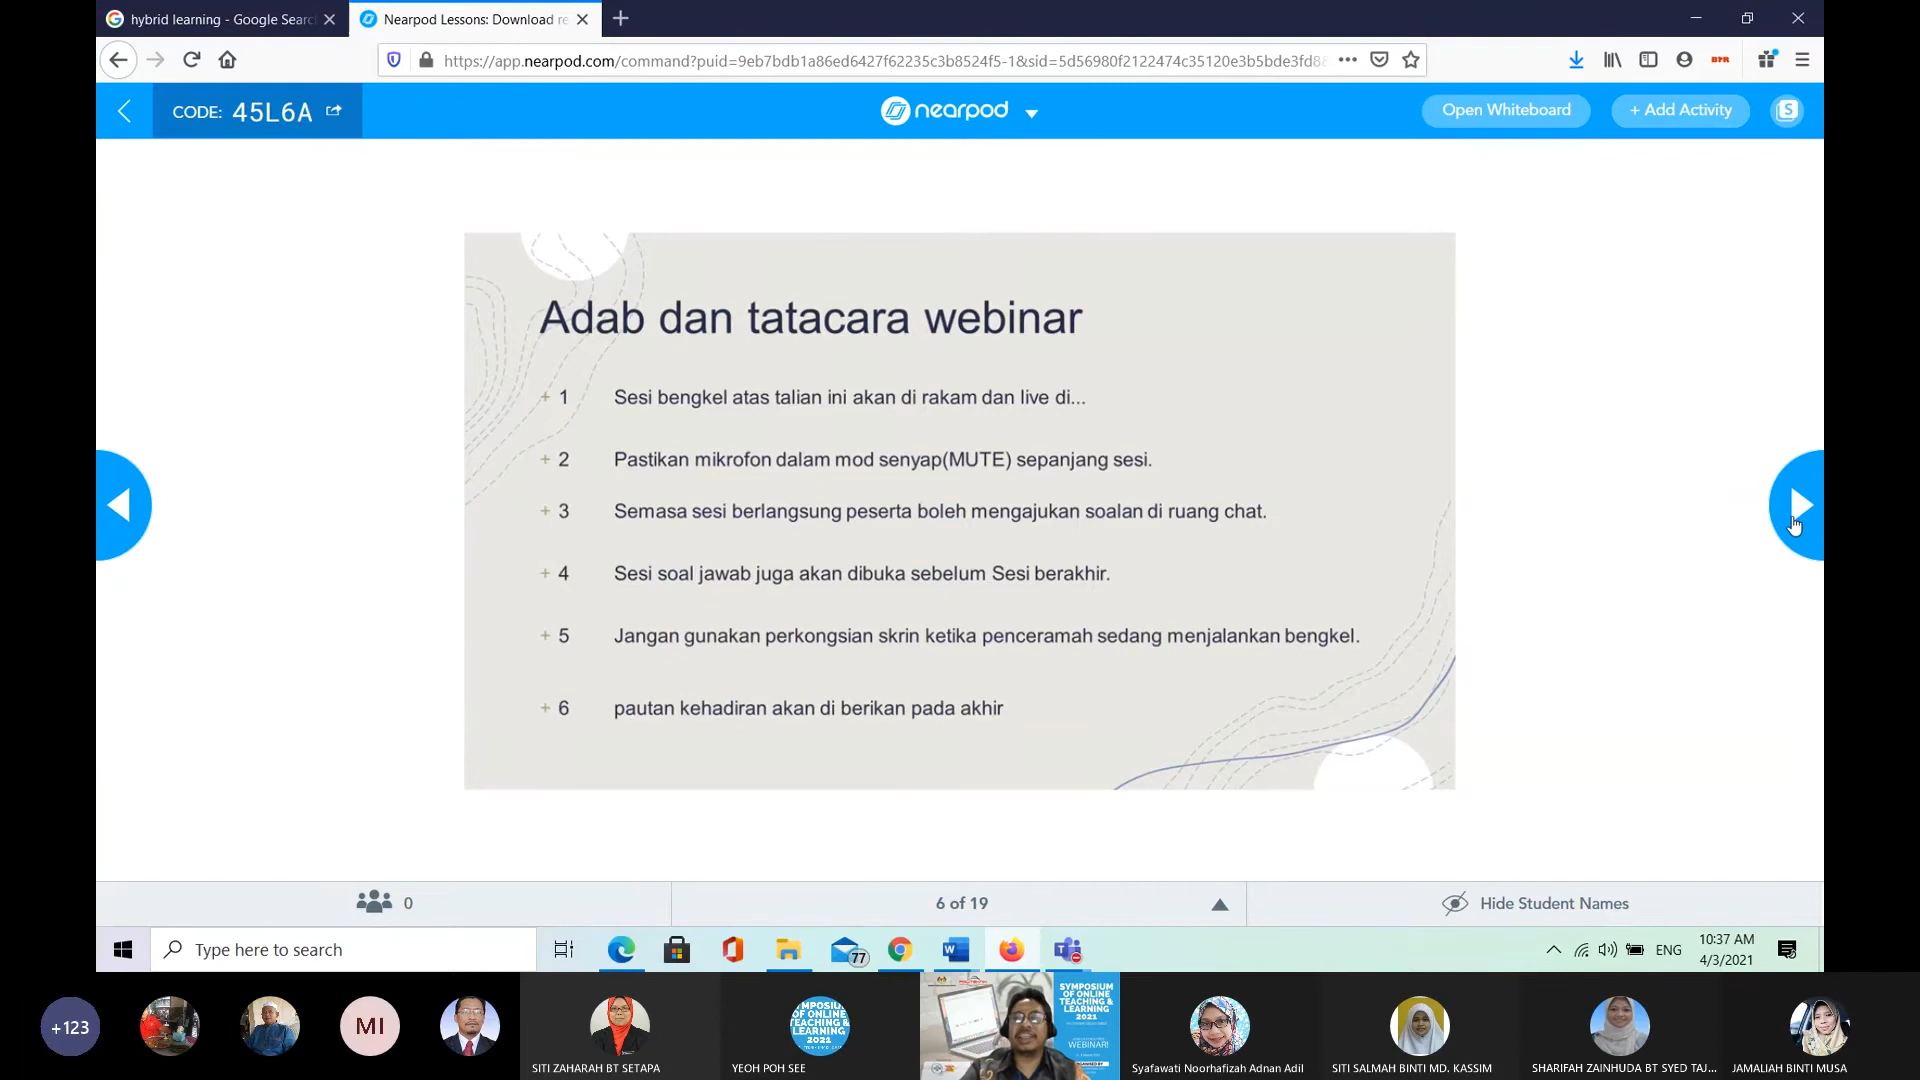 hybrid learning - Google Searc
Nearpod Lessons: Download re
https://app.nearpod.com/command?puid=9eb7bdb1a86ed6427f62235c3b8524f5-1&sid=5d56980f2122474c35120e3b5bde3fd8
CODE: 45L6A
nearpod
Open Whiteboard
+ Add Activity
S
Adab dan tatacara webinar
+ 1 Sesi bengkel atas talian ini akan di rakam dan live di...
+ 2 Pastikan mikrofon dalam mod senyap(MUTE) sepanjang sesi.
+ 3 Semasa sesi berlangsung peserta boleh mengajukan soalan di ruang chat.
+ 4 Sesi soal jawab juga akan dibuka sebelum Sesi berakhir.
+ 5 Jangan gunakan perkongsian skrin ketika penceramah sedang menjalankan bengkel.
+ 6 pautan kehadiran akan di berikan pada akhir
0
6 of 19
Hide Student Names
Type here to search
77
ENG
10:37 AM
4/3/2021
+123
MI
SITI ZAHARAH BT SETAPA
OF ONLINE
TEACHING &
LEARNING
2021
YEOH POH SEE
SYMPOSIUM
OF ONLINE
TEACHING &
LEARNING
2021
WEBINAR!
Syafawati Noorhafizah Adnan Adil
SITI SALMAH BINTI MD. KASSIM
SHARIFAH ZAINHUDA BT SYED TAJ...
JAMALIAH BINTI MUSA